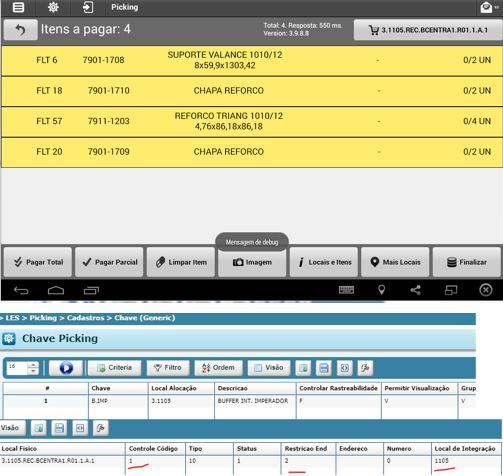 Picking
Itens a pagar: 4
Total: 4. Resposta: 550 ms.
Version: 3.9.8.8
3.1105.REC.BCENTRA1.R01.1.A.1
FLT 6 7901-1708 SUPORTE VALANCE 1010/12 - 0/2 UN
8x59,9x1303,42
FLT 18 7901-1710 CHAPA REFORCO - 0/2 UN
FLT 57 7911-1203 REFORCO TRIANG 1010/12 - 0/4 UN
4,76x86,18x86,18
FLT 20 7901-1709 CHAPA REFORCO - 0/2 UN
Mensagem de debug
Pagar Total Pagar Parcial Limpar Item Imagem Locais e Itens Mais Locais Finalizar
> LES > Picking > Cadastros > Chave (Generic)
Chave Picking
16 Criteria Filtro Ordem Visão
# Chave Local Alocação Descricao Controlar Rastreabilidade Permitir Visualização Grup
1 B.IMP 3.1105 BUFFER INT. IMPERADOR F V V
Visão
Local Físico Controle Código Tipo Status Restricao End Endereco Numero Local de Integração
3.1105.REC.BCENTRA1.R01.1.A.1 1 10 1 2 0 1105